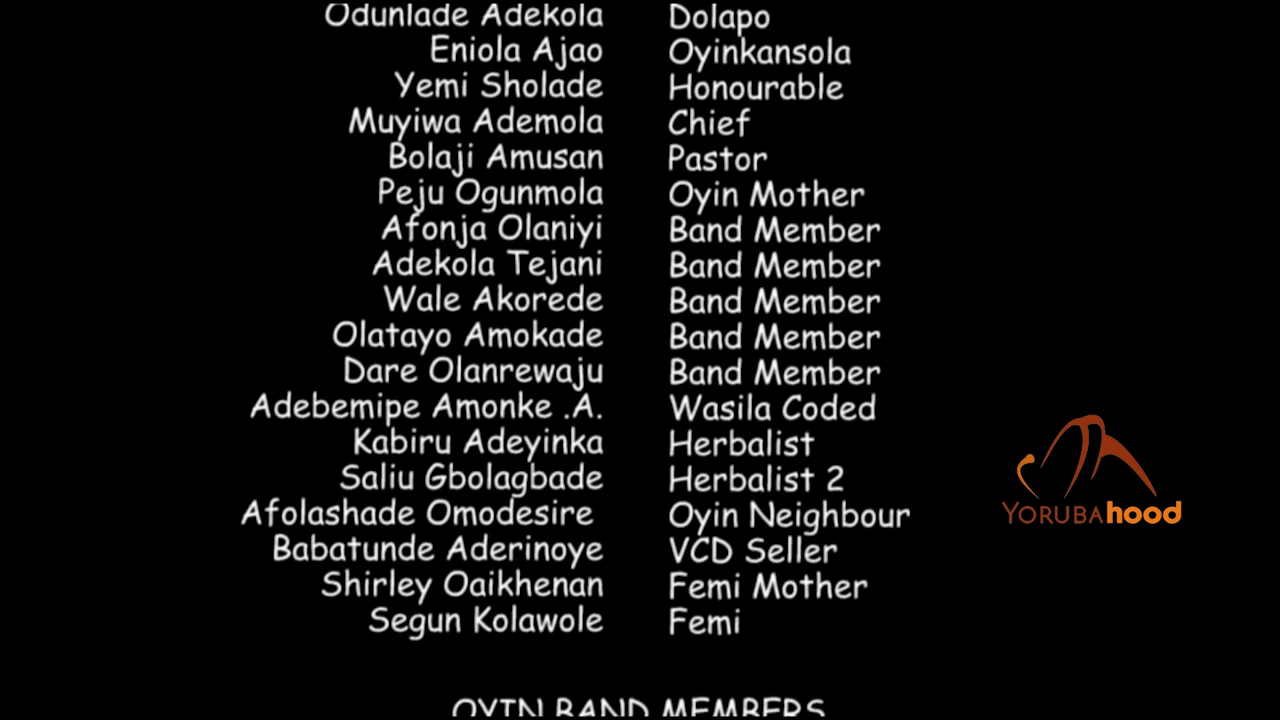 Odunlade Adekola Dolapo
Eniola Ajao Oyinkansola
Yemi Sholade Honourable
Muyiwa Ademola Chief
Bolaji Amusan Pastor
Peju Ogunmola Oyin Mother
Afonja Olaniyi Band Member
Adekola Tejani Band Member
Wale Akorede Band Member
Olatayo Amokade Band Member
Dare Olanrewaju Band Member
Adebemipe Amonke .A. Wasila Coded
Kabiru Adeyinka Herbalist
Saliu Gbolagbade Herbalist 2
Afolashade Omodesire Oyin Neighbour
Babatunde Aderinoye VCD Seller
Shirley Oaikhenan Femi Mother
Segun Kolawole Femi
OYIN BAND MEMBERS
YORUBAhood